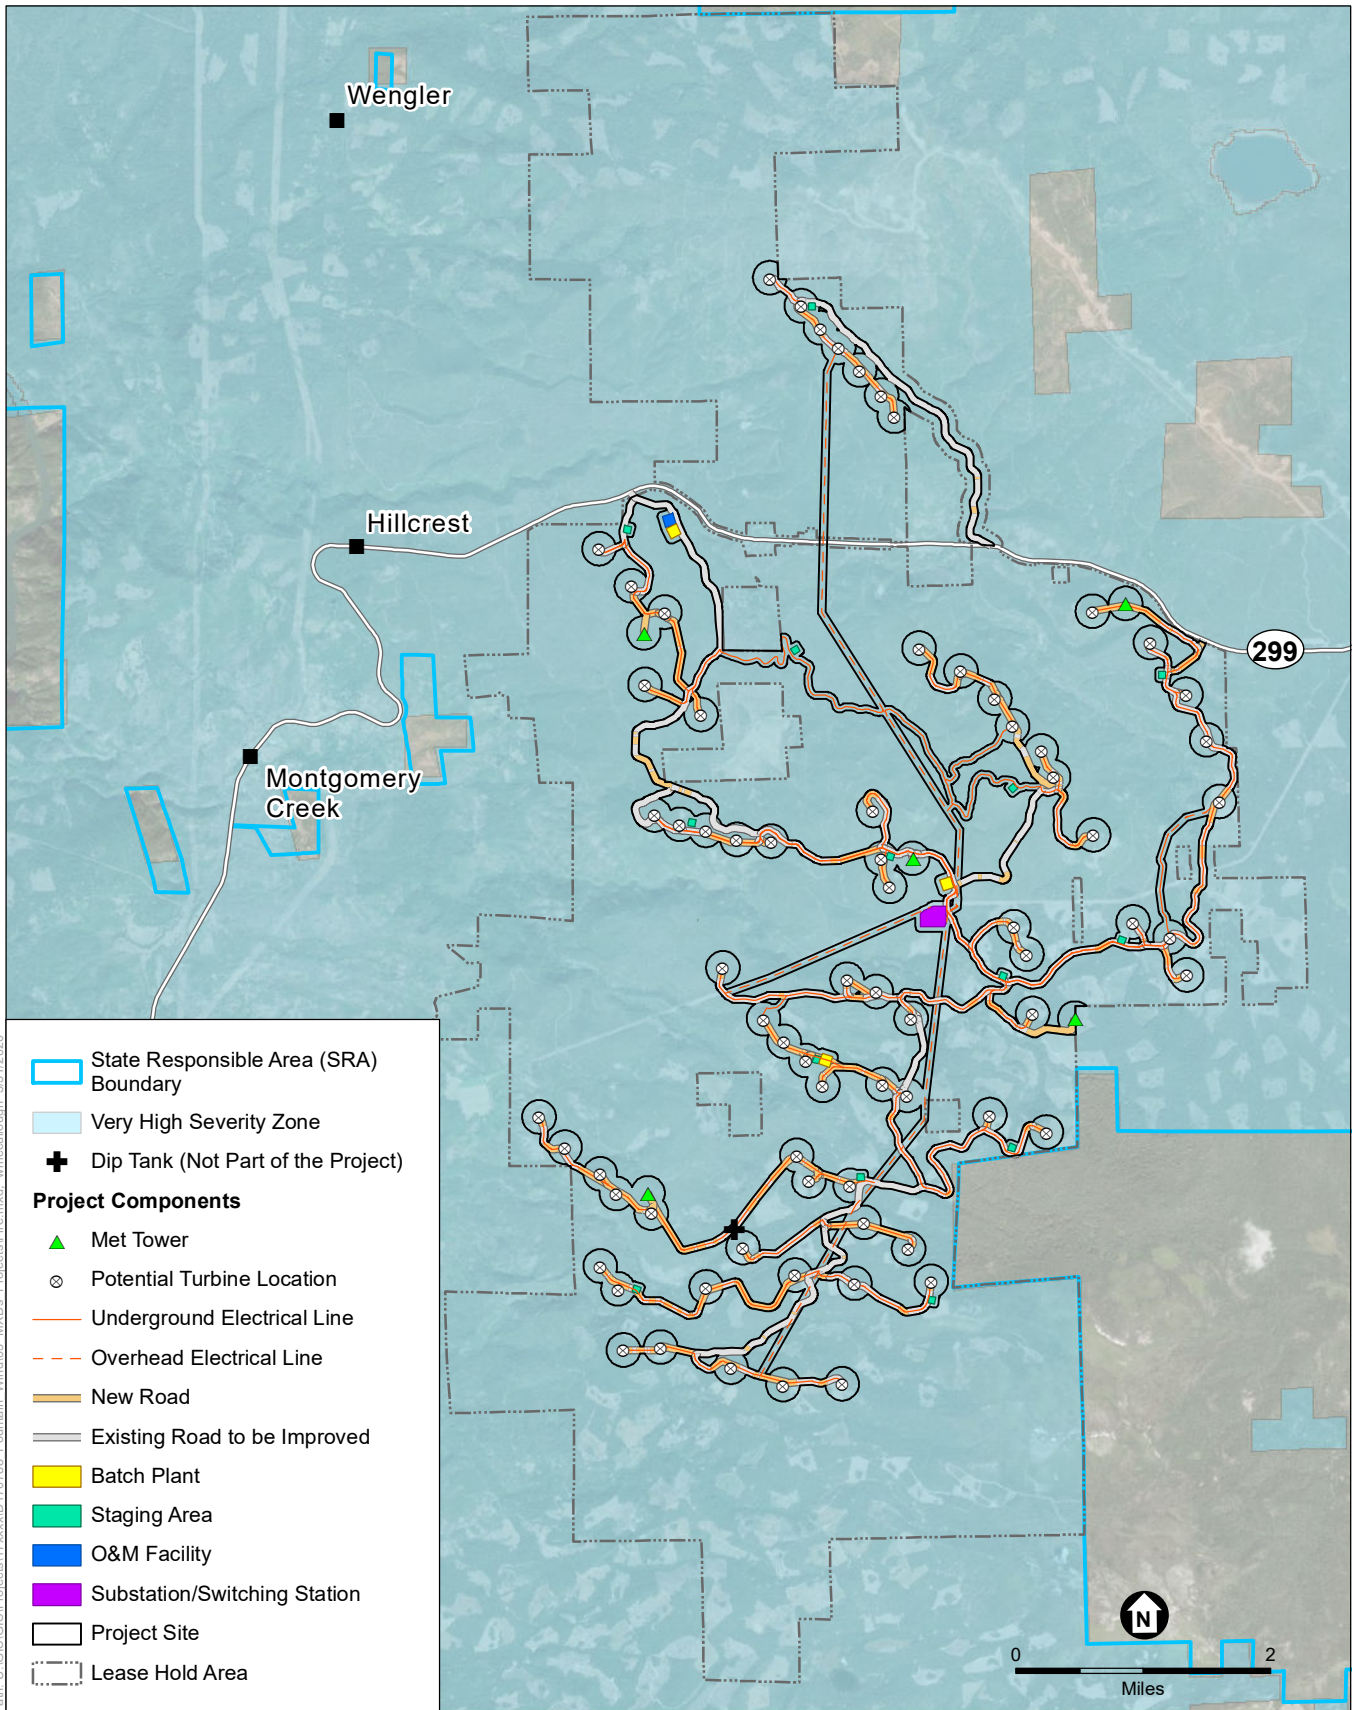 Wengler
Hillcrest
299
Montgomery
Creek
State Responsible Area (SRA)
Boundary
Very High Severity Zone
Dip Tank (Not Part of the Project)
Project Components
Met Tower
Potential Turbine Location
Underground Electrical Line
Overhead Electrical Line
New Road
Existing Road to be Improved
Batch Plant
Staging Area
O&M Facility
Substation/Switching Station
Project Site
Lease Hold Area
N
0 2
Miles